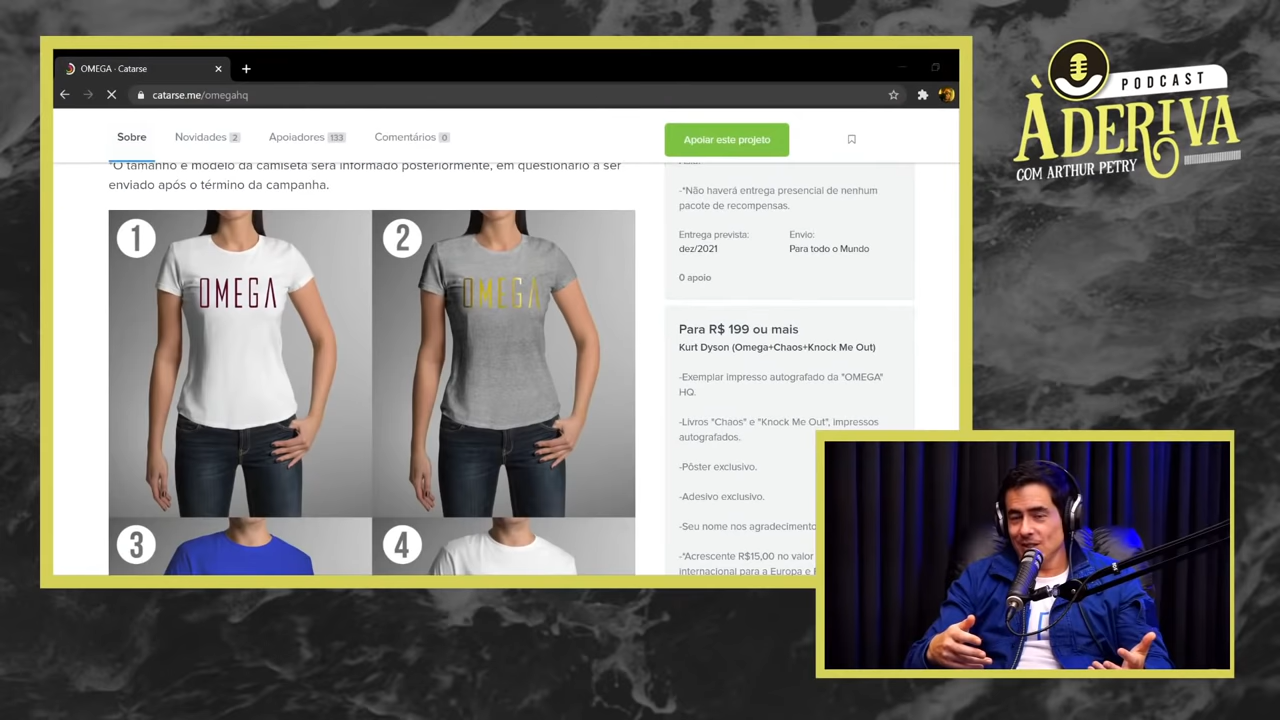 OMEGA · Catarse
catarse.me/omegahq
Sobre
Novidades 2
Apoiadores 133
Comentários 0
Apoiar este projeto
*O tamanho e modelo da camiseta será informado posteriormente, em questionário a ser
enviado após o término da campanha.
1
OMEGA
2
OMEGA
3
4
-*Não haverá entrega presencial de nenhum
pacote de recompensas.
Entrega prevista:
dez/2021
Envio:
Para todo o Mundo
0 apoio
Para R$ 199 ou mais
Kurt Dyson (Omega+Chaos+Knock Me Out)
-Exemplar impresso autografado da "OMEGA"
HQ.
-Livros "Chaos" e "Knock Me Out", impressos
autografados.
-Pôster exclusivo.
-Adesivo exclusivo.
-Seu nome nos agradecimento
-*Acrescente R$15,00 no valor
internacional para a Europa e
PODCAST
À DERIVA
COM ARTHUR PETRY